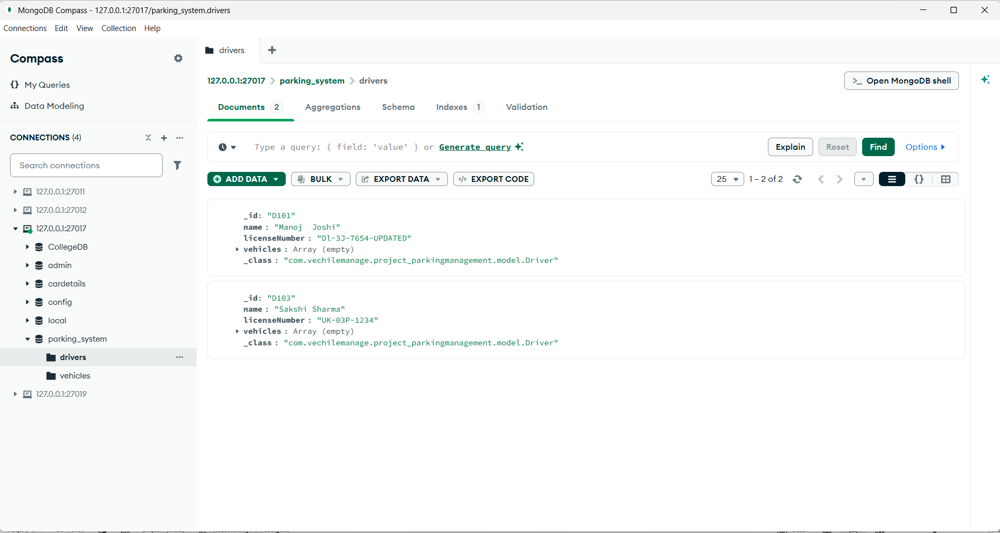 MongoDB Compass - 127.0.0.1:27017/parking_system.drivers
Connections Edit View Collection Help
Compass
{} My Queries
Data Modeling
CONNECTIONS (4)
Search connections
127.0.0.1:27011
127.0.0.1:27012
127.0.0.1:27017
CollegeDB
admin
cardetails
config
local
parking_system
drivers
vehicles
127.0.0.1:27019
drivers
127.0.0.1:27017 > parking_system > drivers
>_ Open MongoDB shell
Documents 2 Aggregations Schema Indexes 1 Validation
Type a query: { field: 'value' } or Generate query
Explain Reset Find Options
ADD DATA BULK EXPORT DATA </> EXPORT CODE
25 1 – 2 of 2 {}
_id: "D101"
name : "Manoj  Joshi"
licenseNumber : "Dl-3J-7654-UPDATED"
vehicles : Array (empty)
_class : "com.vechilemanage.project_parkingmanagement.model.Driver"
_id: "D103"
name : "Sakshi Sharma"
licenseNumber : "UK-03P-1234"
vehicles : Array (empty)
_class : "com.vechilemanage.project_parkingmanagement.model.Driver"